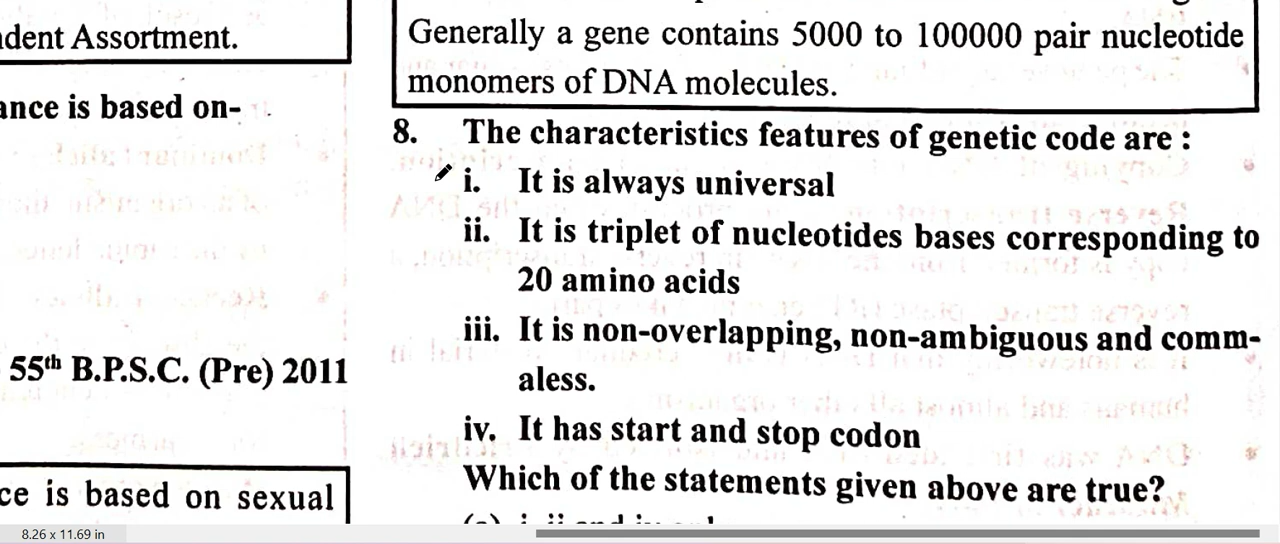 dent Assortment.
ance is based on-
55th B.P.S.C. (Pre) 2011
ce is based on sexual
Generally a gene contains 5000 to 100000 pair nucleotide
monomers of DNA molecules.
8. The characteristics features of genetic code are :
i. It is always universal
ii. It is triplet of nucleotides bases corresponding to
20 amino acids
iii. It is non-overlapping, non-ambiguous and comm-
aless.
iv. It has start and stop codon
Which of the statements given above are true?
8.26 x 11.69 in